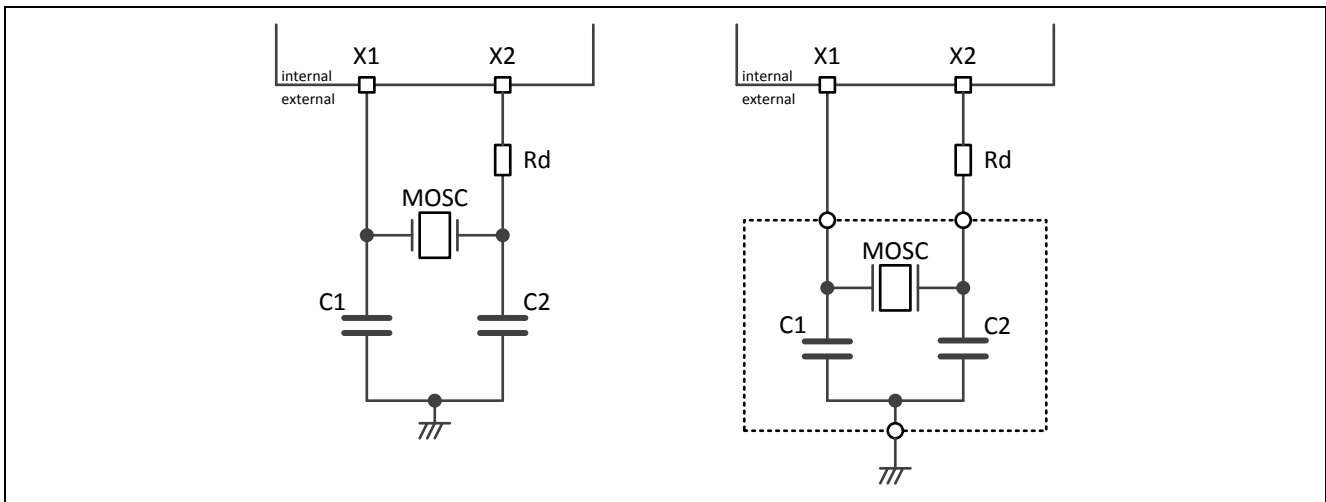 X1 X2
internal
external
Rd
MOSC
C1 C2
X1 X2
internal
external
Rd
MOSC
C1 C2